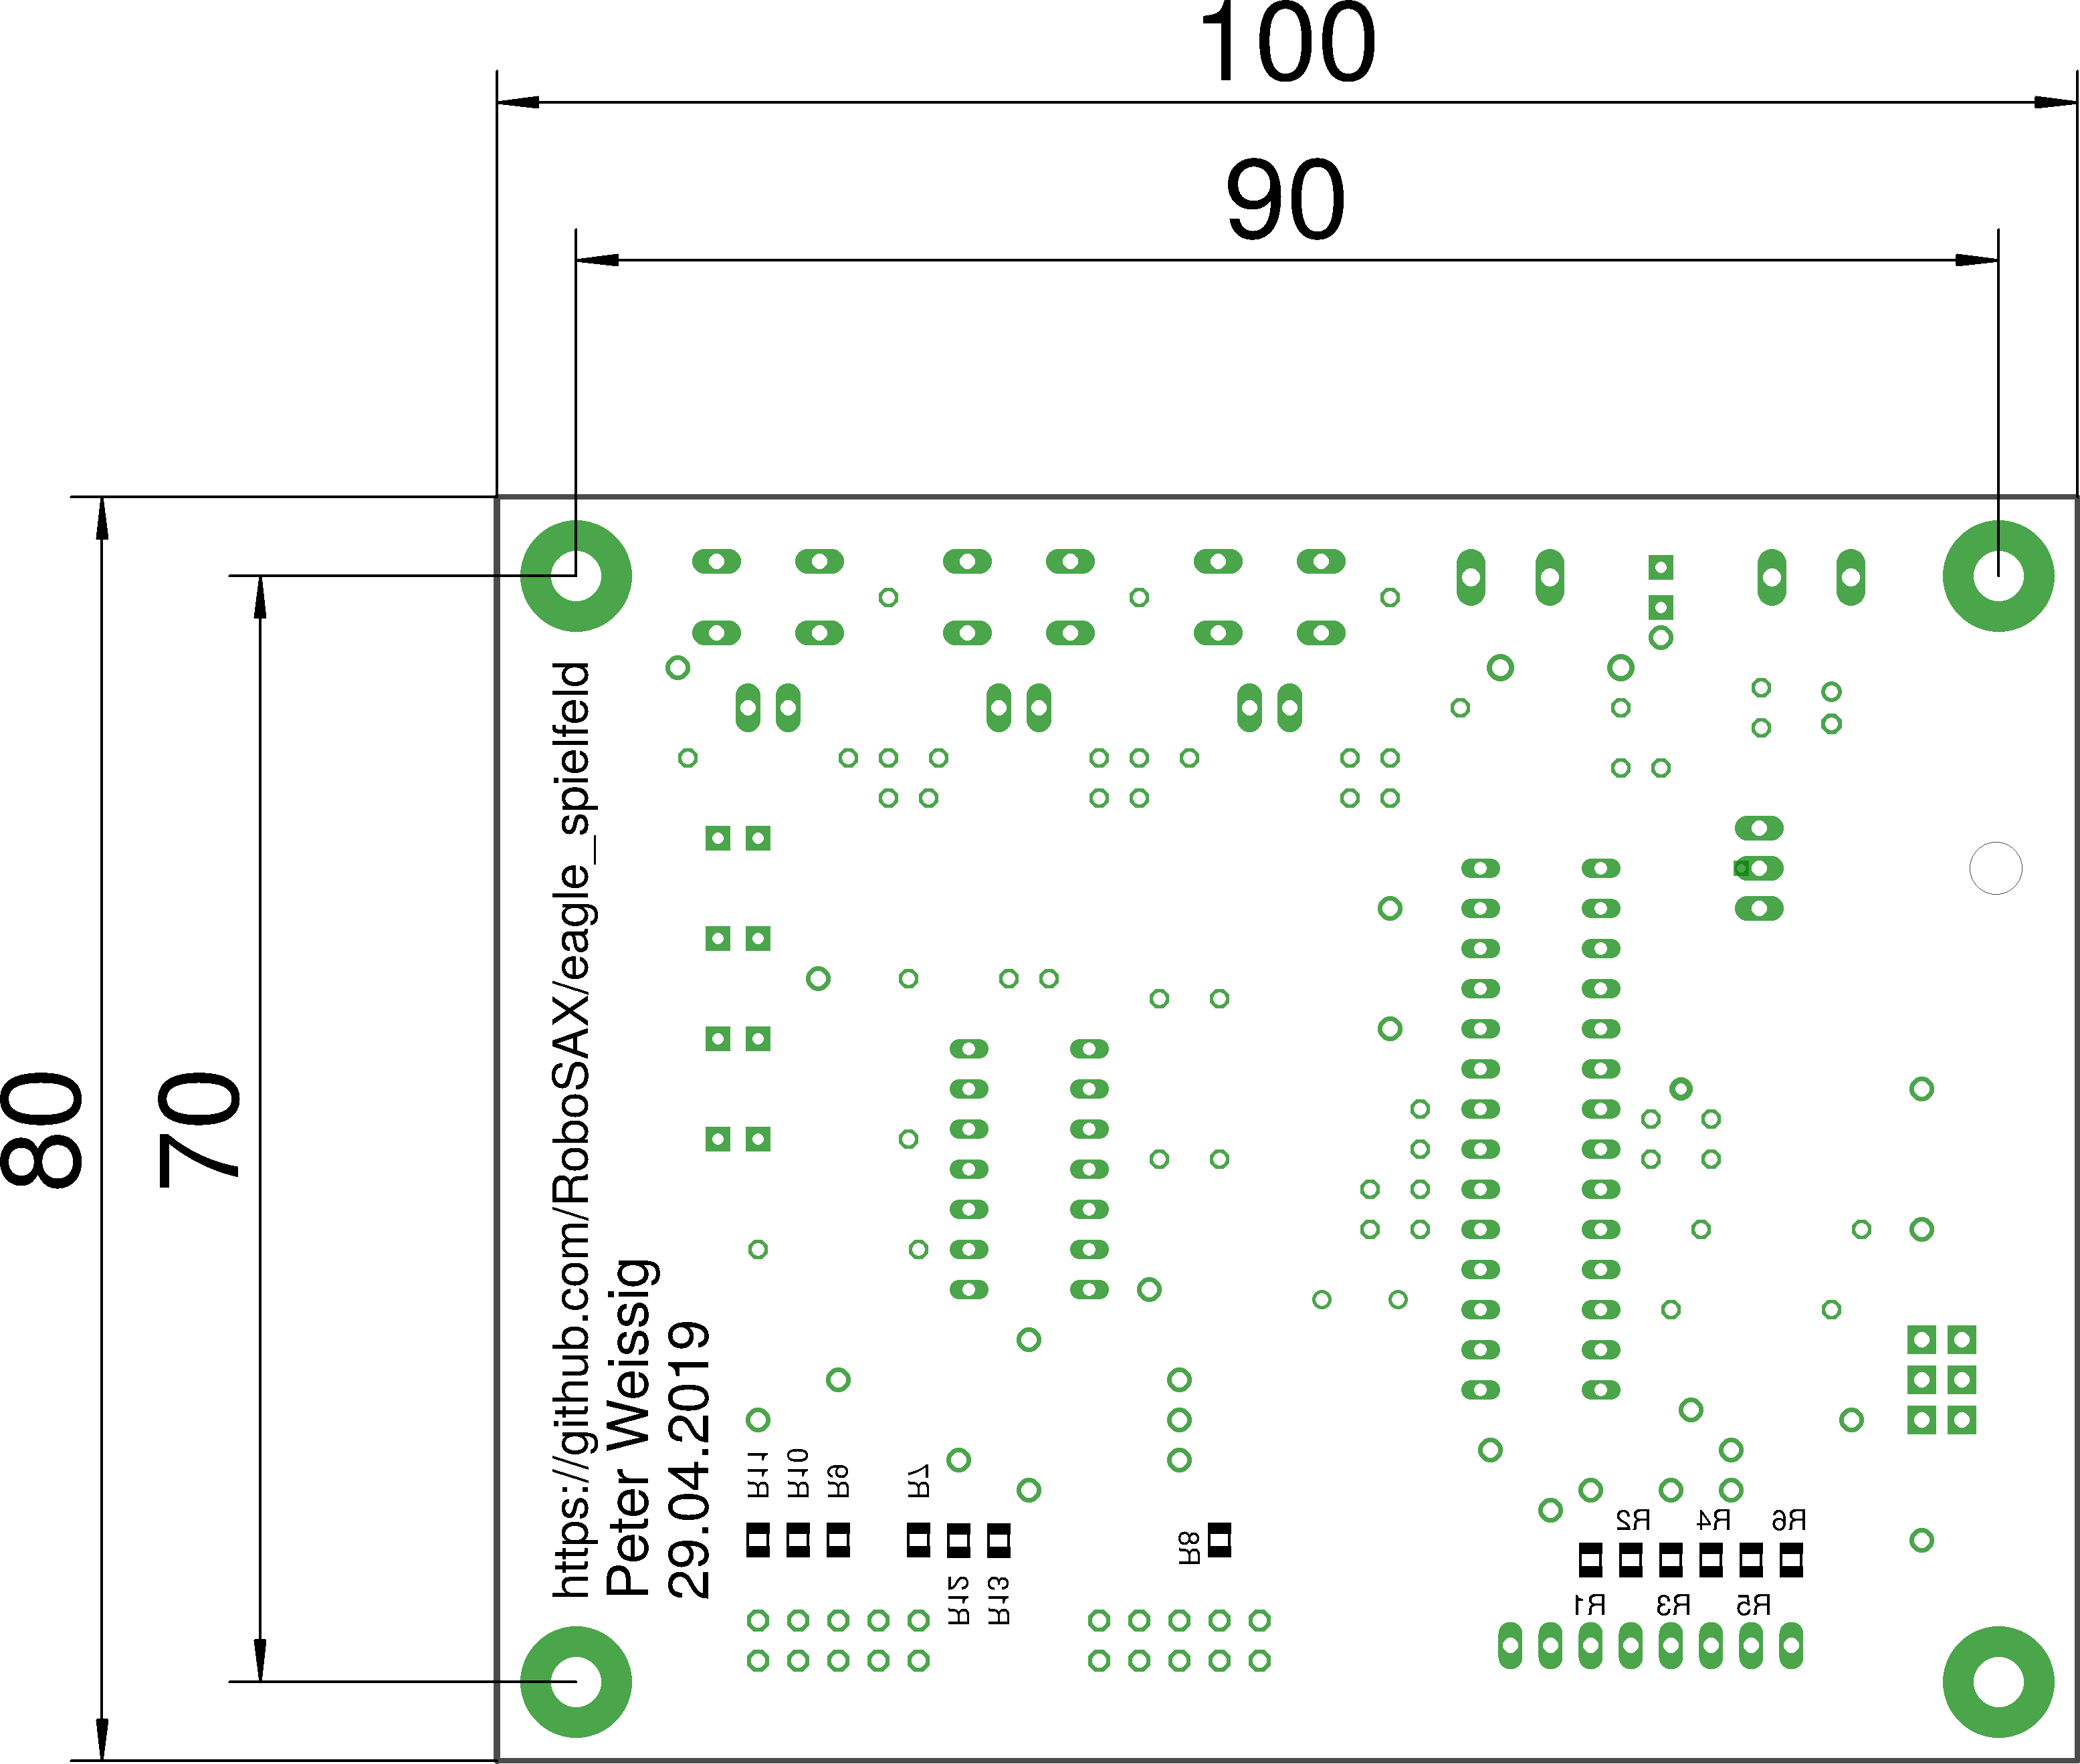 100
90
80
70
https://github.com/RoboSAX/eagle_spielfeld
Peter Weissig
29.04.2019
R11
R10
R9
R7
R12
R13
R8
R2
R4
R6
R1
R3
R5